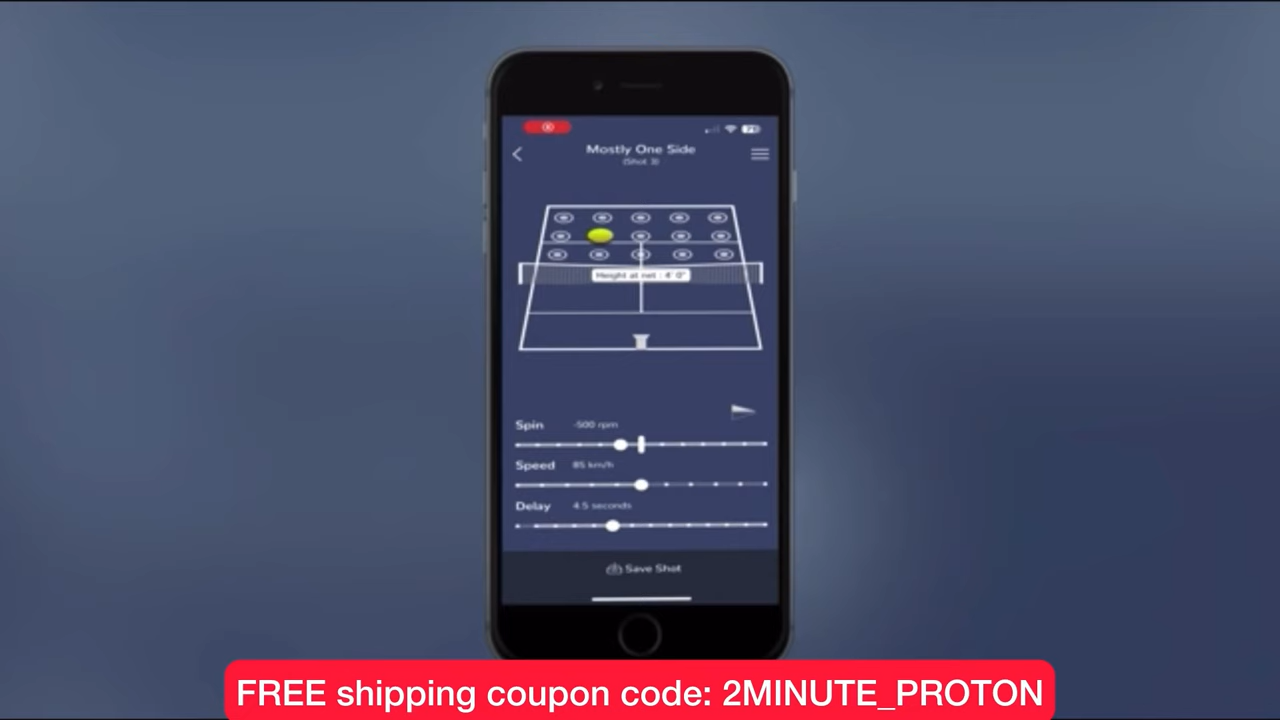 Mostly One Side
(Shot 3)
Height at net : 4' 0"
Spin -500 rpm
Speed 85 km/h
Delay 4.5 seconds
Save Shot
FREE shipping coupon code: 2MINUTE_PROTON